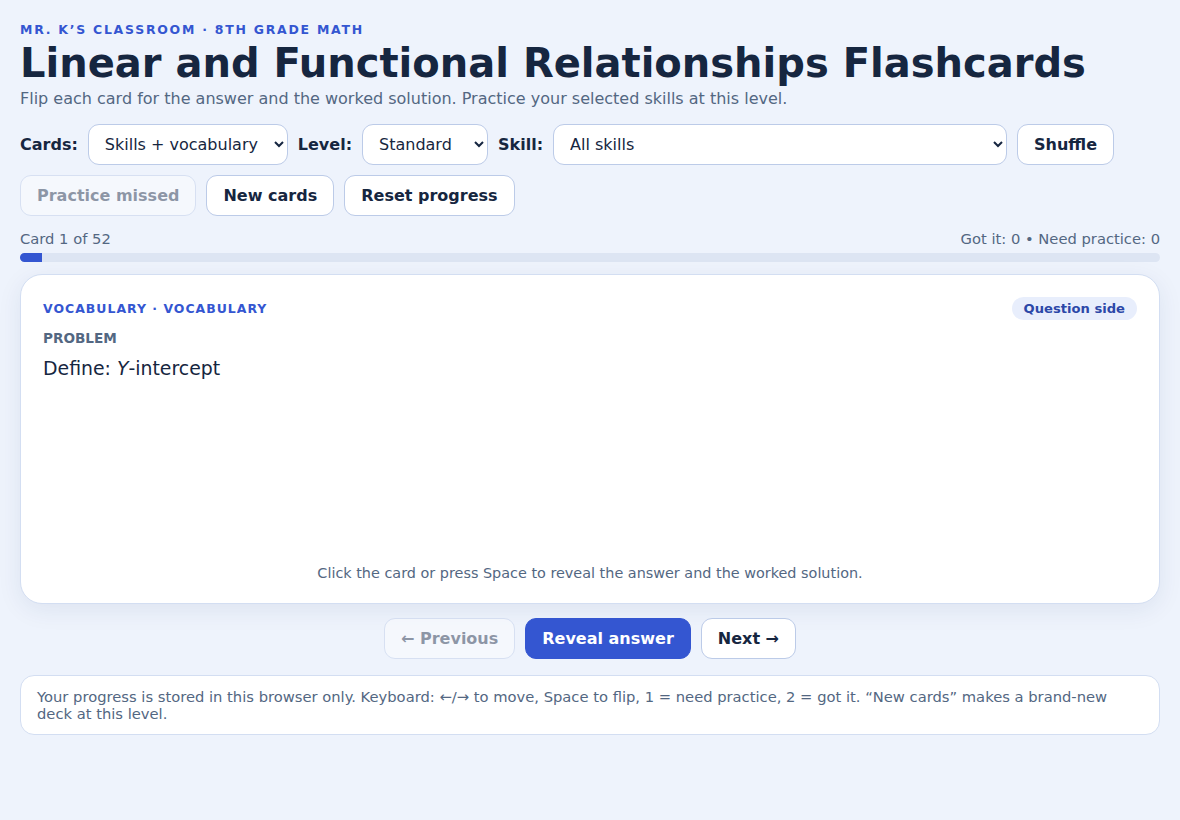 MR. K’S CLASSROOM · 8TH GRADE MATH
Linear and Functional Relationships Flashcards
Flip each card for the answer and the worked solution. Practice your selected skills at this level.
Cards: Skills + vocabulary Level: Standard Skill: All skills Shuffle
Practice missed New cards Reset progress
Card 1 of 52 Got it: 0 • Need practice: 0
VOCABULARY · VOCABULARY Question side
PROBLEM
Define: Y-intercept
Click the card or press Space to reveal the answer and the worked solution.
← Previous Reveal answer Next →
Your progress is stored in this browser only. Keyboard: ←/→ to move, Space to flip, 1 = need practice, 2 = got it. “New cards” makes a brand-new
deck at this level.